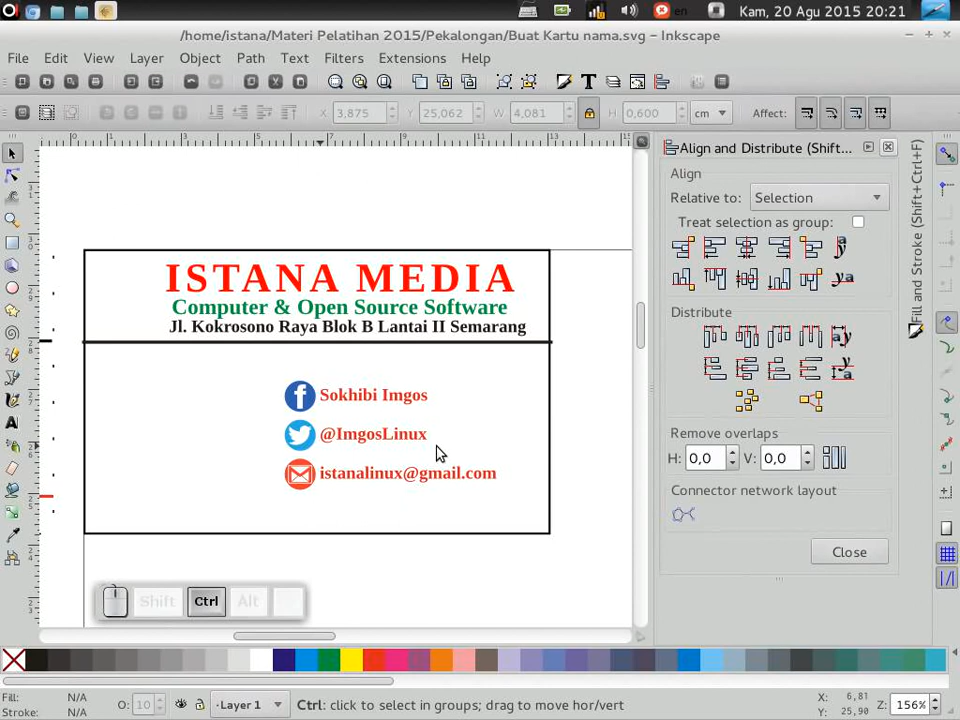 en
Kam, 20 Agu 2015 20:21
/home/istana/Materi Pelatihan 2015/Pekalongan/Buat Kartu nama.svg - Inkscape
File Edit View Layer Object Path Text Filters Extensions Help
X 3,875 Y 25,062 W 4,081 H 0,600 cm Affect:
Align and Distribute (Shift...
Align
Relative to: Selection
Treat selection as group:
Distribute
Remove overlaps
H: 0,0 V: 0,0
Connector network layout
Close
Fill and Stroke (Shift+Ctrl+F)
ISTANA MEDIA
Computer & Open Source Software
Jl. Kokrosono Raya Blok B Lantai II Semarang
Sokhibi Imgos
@ImgosLinux
istanalinux@gmail.com
Shift Ctrl Alt
Fill: N/A
Stroke: N/A
O: 10
Layer 1
Ctrl: click to select in groups; drag to move hor/vert
X: 6,81
Y: 25,90
Z: 156%